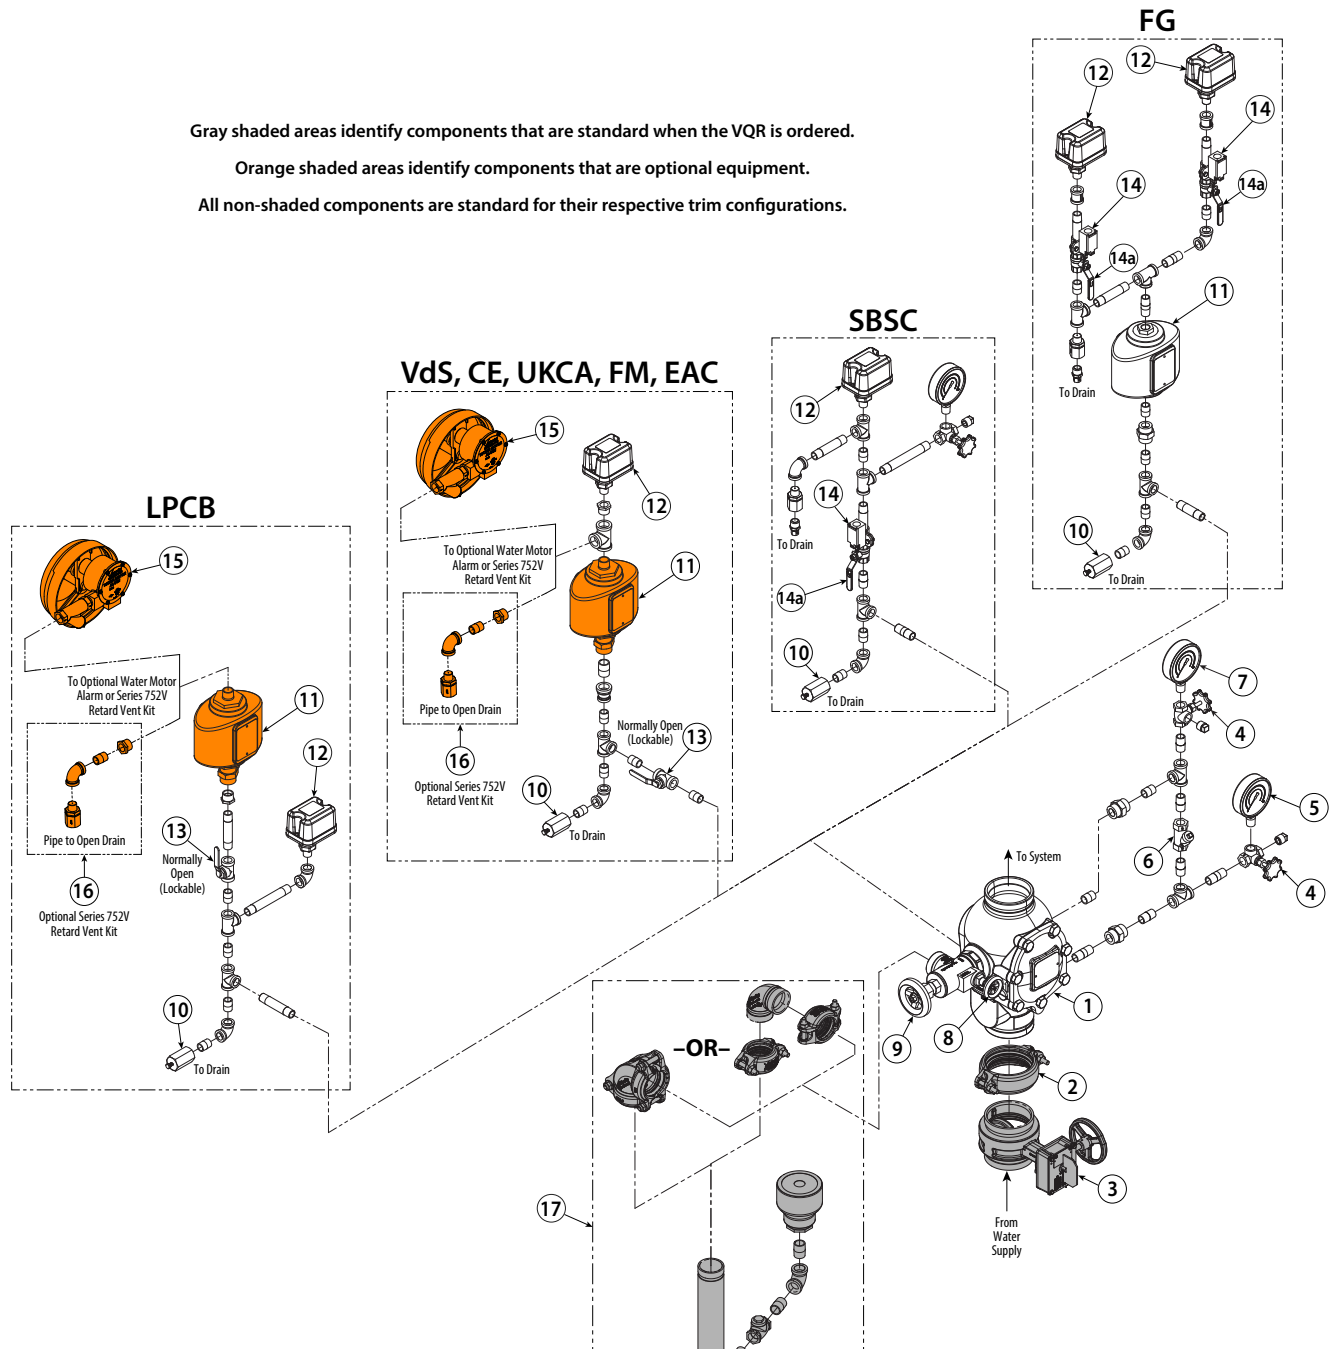 FG
12
12
Gray shaded areas identify components that are standard when the VQR is ordered.
Orange shaded areas identify components that are optional equipment.
All non-shaded components are standard for their respective trim configurations.
14
14
14a
14a
11
To Drain
10
To Drain
SBSC
12
14
To Drain
14a
10
To Drain
VdS, CE, UKCA, FM, EAC
15
12
To Optional Water Motor
Alarm or Series 752V
Retard Vent Kit
11
Pipe to Open Drain
16
Optional Series 752V
Retard Vent Kit
Normally Open
(Lockable)
13
10
To Drain
LPCB
15
To Optional Water Motor
Alarm or Series 752V
Retard Vent Kit
11
12
Pipe to Open Drain
16
Optional Series 752V
Retard Vent Kit
13
Normally
Open
(Lockable)
10
To Drain
7
4
5
6
4
To System
1
8
9
2
3
From
Water
Supply
–OR–
17